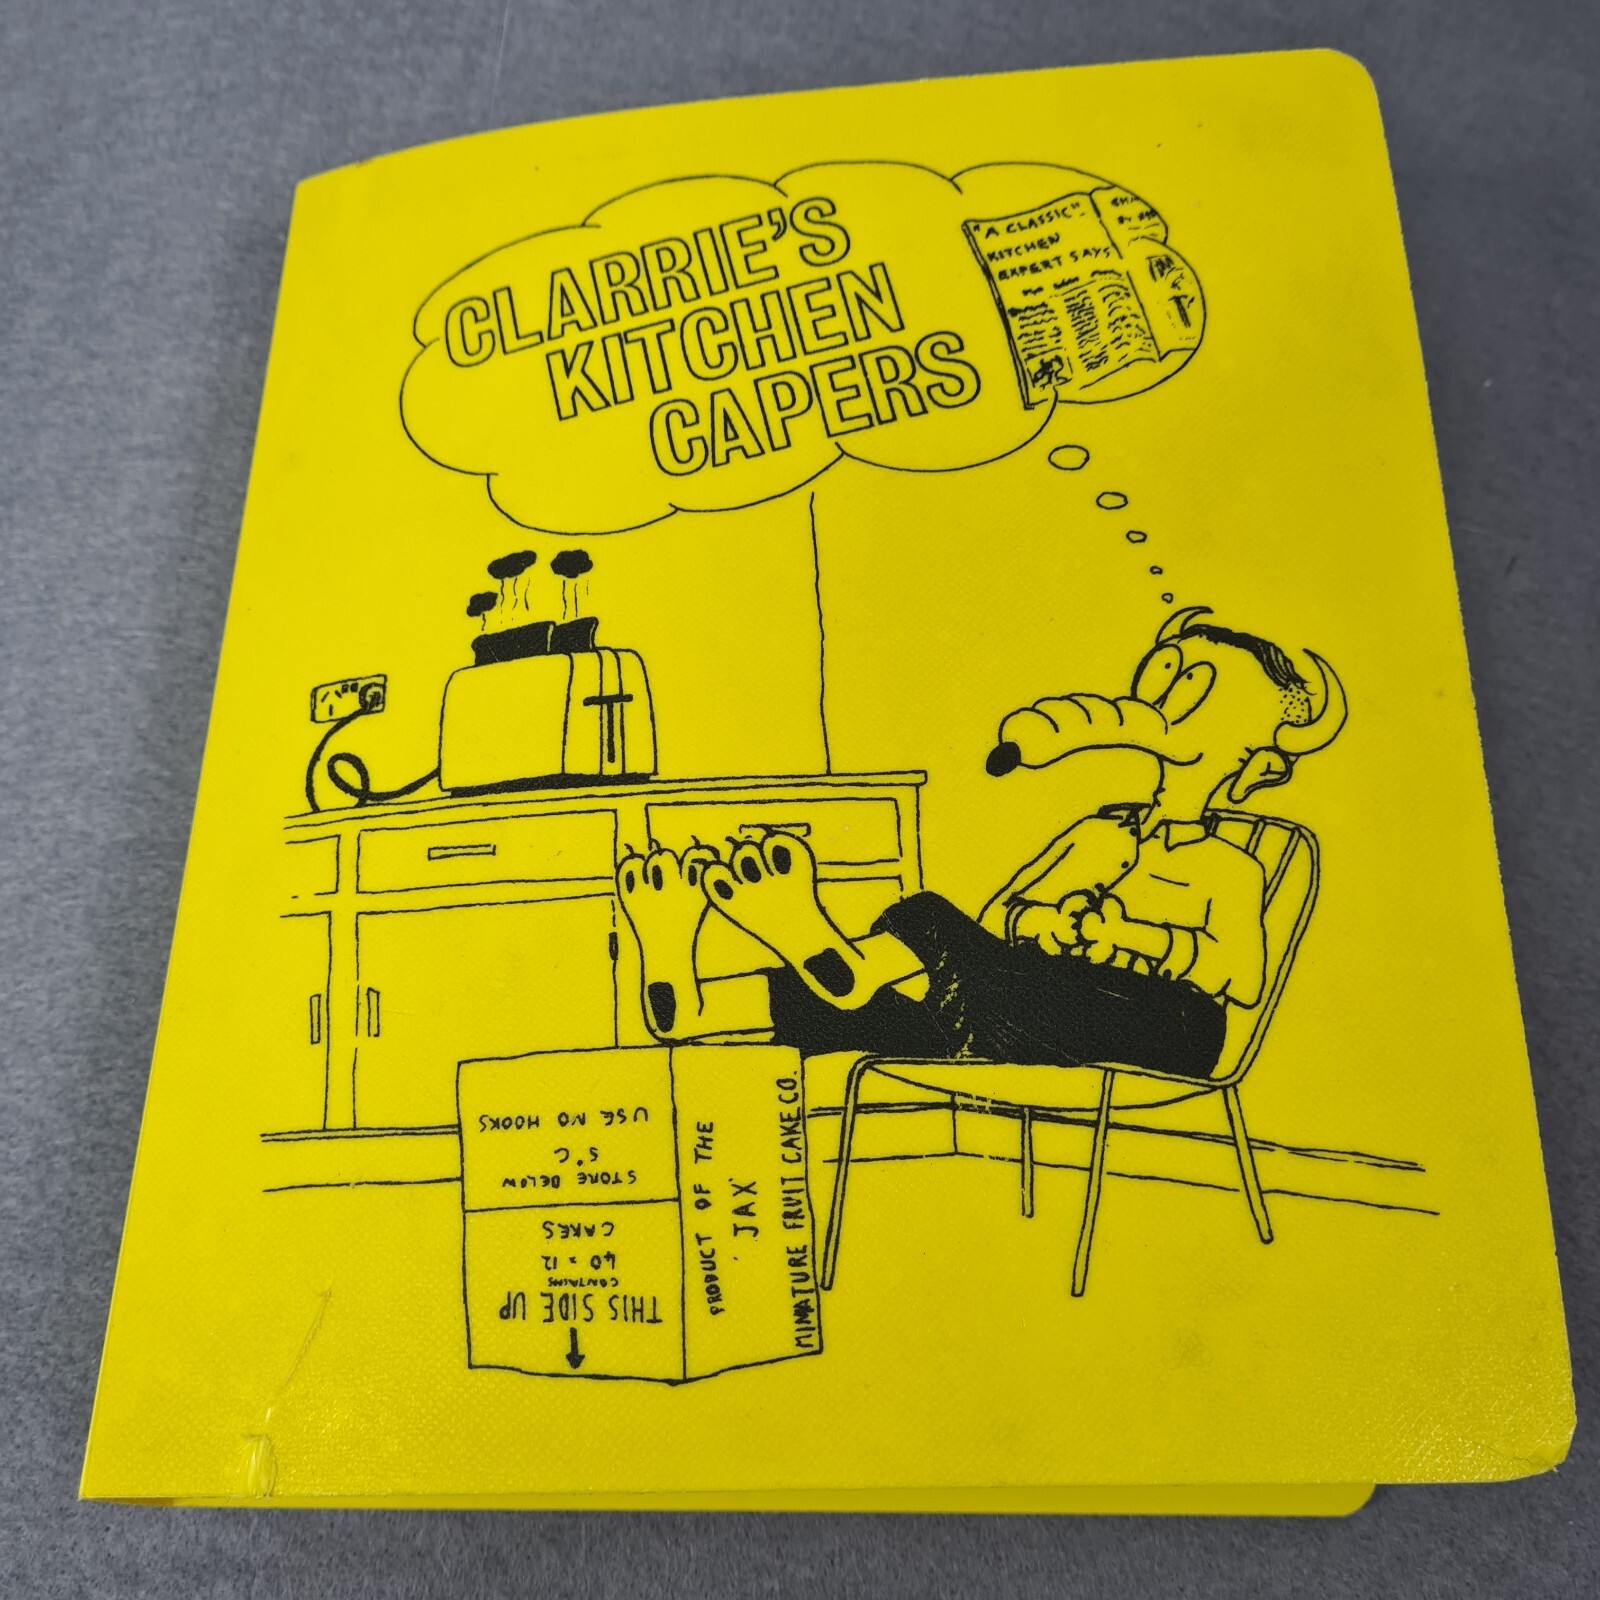 CLARRIE'S
KITCHEN
CAPERS
"A CLASSIC"
KITCHEN
EXPERT SAYS
USE NO HOOKS
5°C
STORE BELOW
CAKES
40 = 12
CONTAINS
THIS SIDE UP
PRODUCT OF THE
'JAX'
MINIATURE FRUIT CAKE CO.